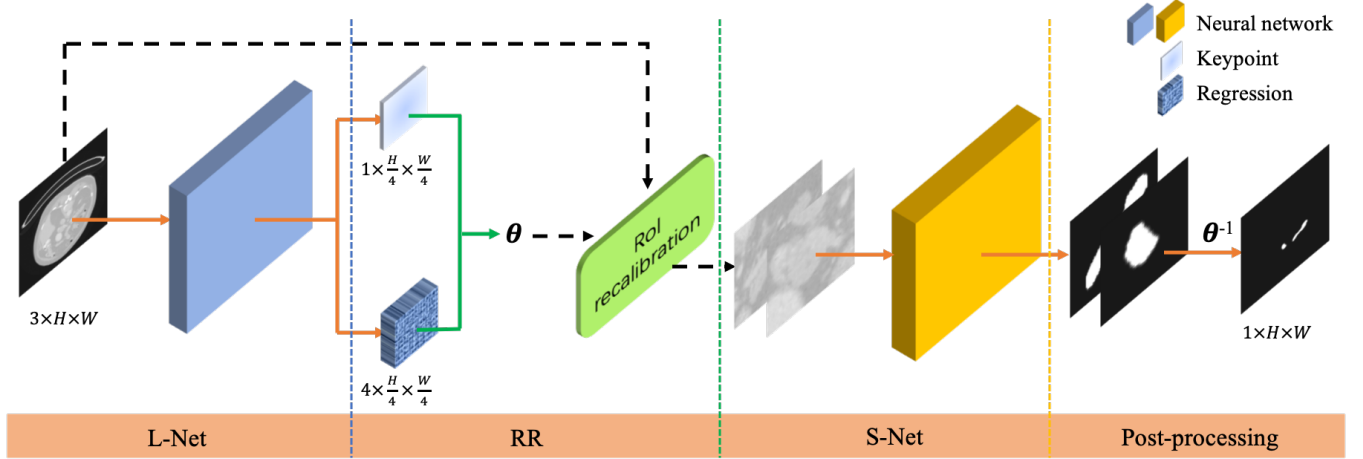 Neural network
Keypoint
Regression
1×H/4×W/4
θ
RoI
recalibration
θ⁻¹
3×H×W
4×H/4×W/4
1×H×W
L-Net
RR
S-Net
Post-processing